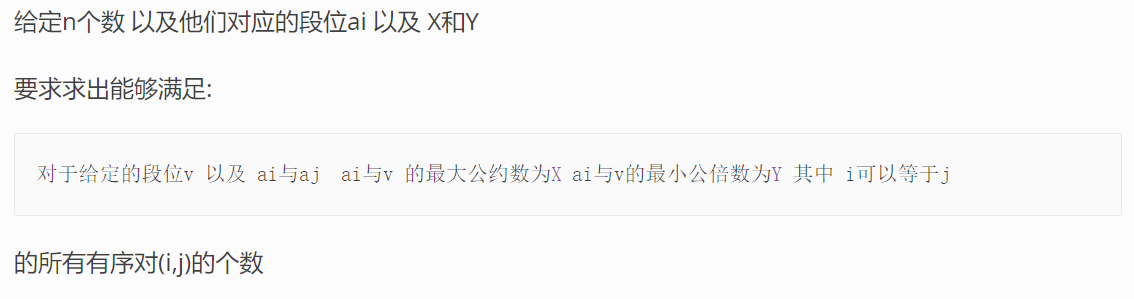 给定n个数 以及他们对应的段位ai 以及 X和Y
要求求出能够满足:
对于给定的段位v 以及 ai与aj  ai与v 的最大公约数为X ai与v的最小公倍数为Y 其中 i可以等于j
的所有有序对(i,j)的个数